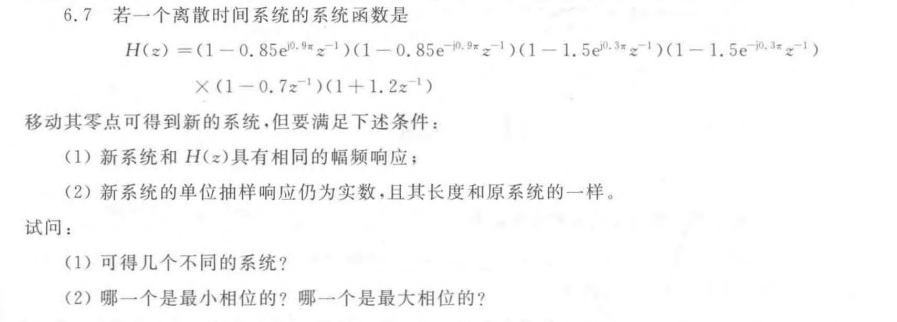 6.7 若一个离散时间系统的系统函数是
H(z)=(1-0.85e^{j0.9π}z^{-1})(1-0.85e^{-j0.9π}z^{-1})(1-1.5e^{j0.3π}z^{-1})(1-1.5e^{-j0.3π}z^{-1})
×(1-0.7z^{-1})(1+1.2z^{-1})
移动其零点可得到新的系统,但要满足下述条件:
(1) 新系统和 H(z)具有相同的幅频响应;
(2) 新系统的单位抽样响应仍为实数,且其长度和原系统的一样。
试问:
(1) 可得几个不同的系统?
(2) 哪一个是最小相位的? 哪一个是最大相位的?